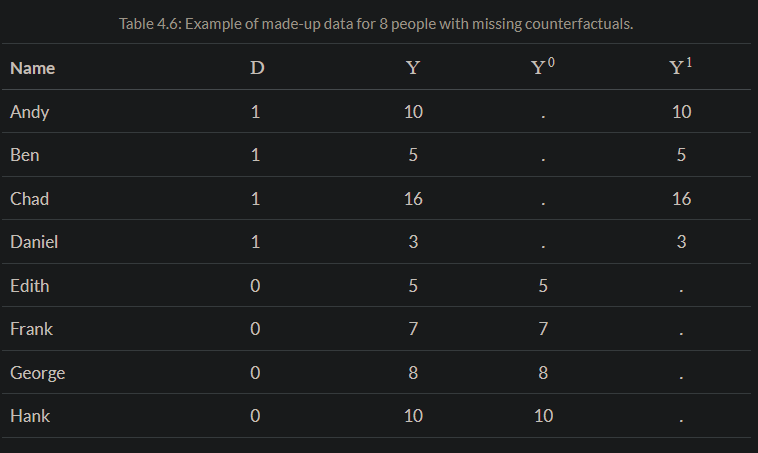 Table 4.6: Example of made-up data for 8 people with missing counterfactuals.
Name D Y Y⁰ Y¹
Andy 1 10 . 10
Ben 1 5 . 5
Chad 1 16 . 16
Daniel 1 3 . 3
Edith 0 5 5 .
Frank 0 7 7 .
George 0 8 8 .
Hank 0 10 10 .